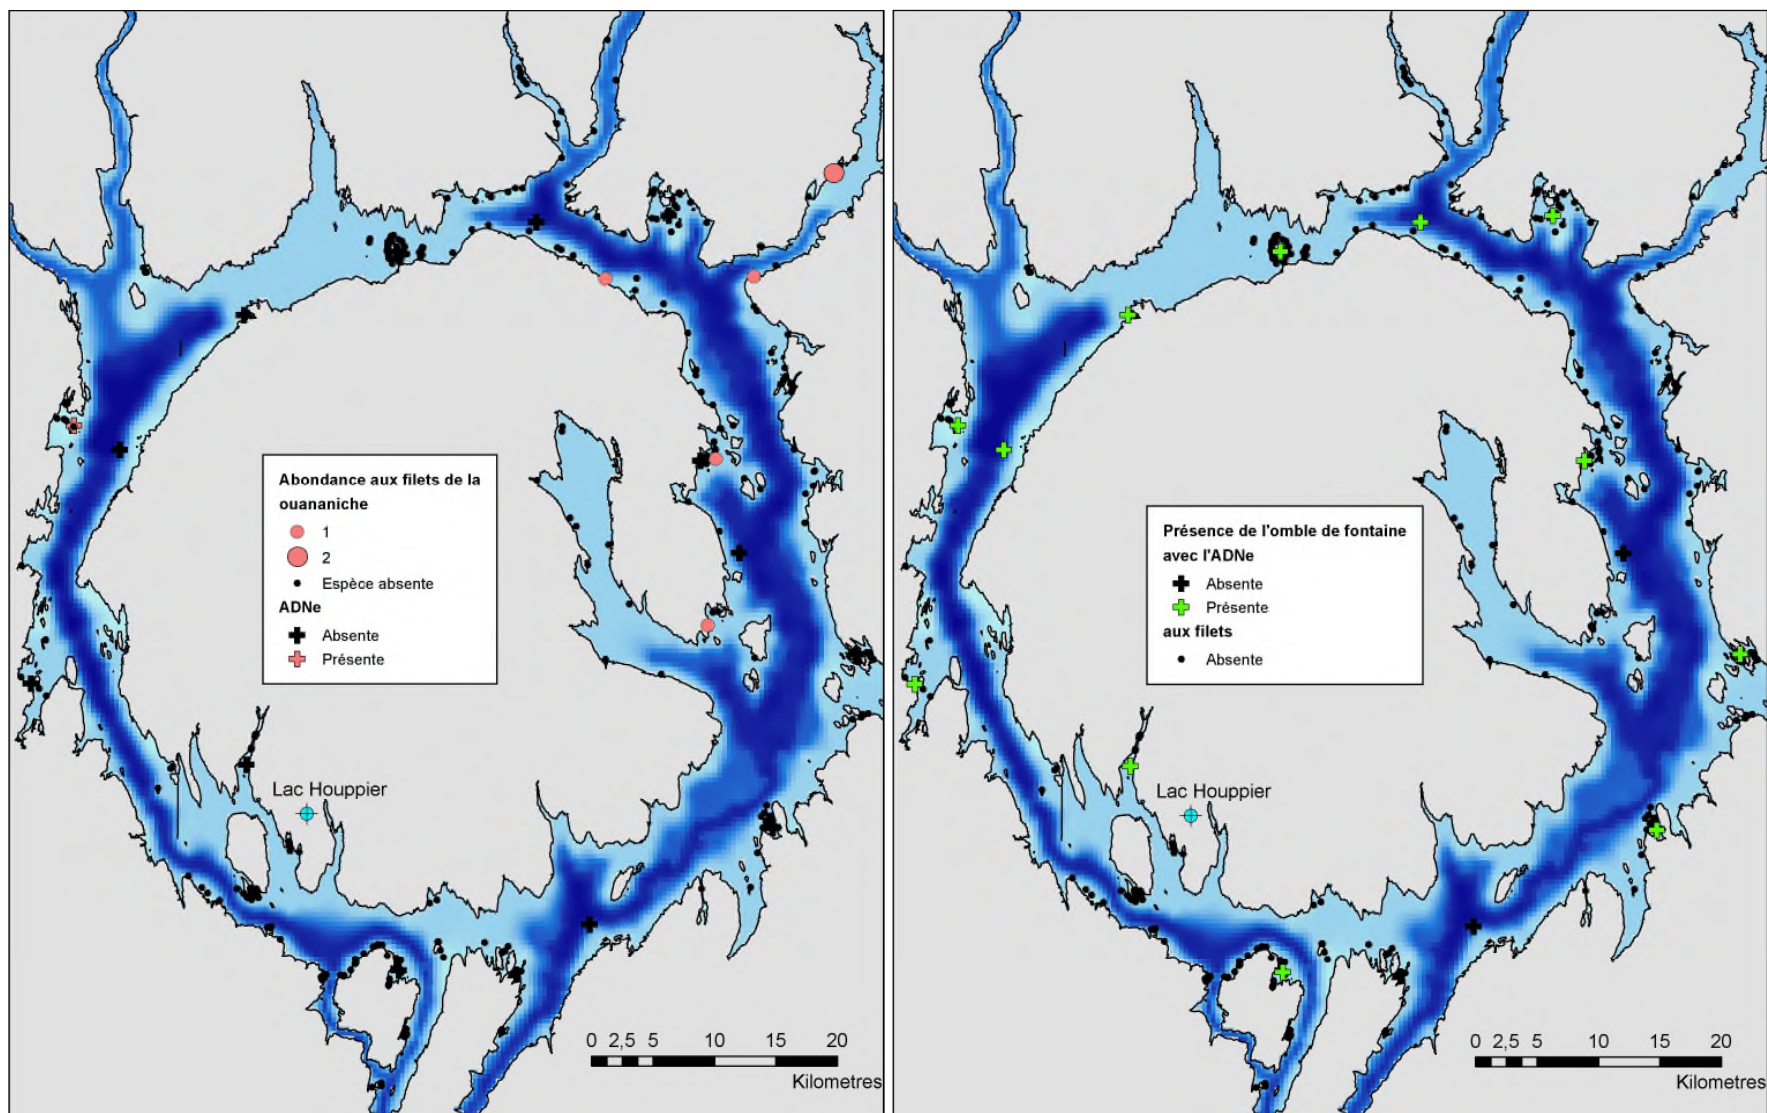 Abondance aux filets de la
ouananiche
1
2
Espèce absente
ADNe
Absente
Présente
Lac Houppier
0 2,5 5 10 15 20
Kilometres
Présence de l'omble de fontaine
avec l'ADNe
Absente
Présente
aux filets
Absente
Lac Houppier
0 2,5 5 10 15 20
Kilometres